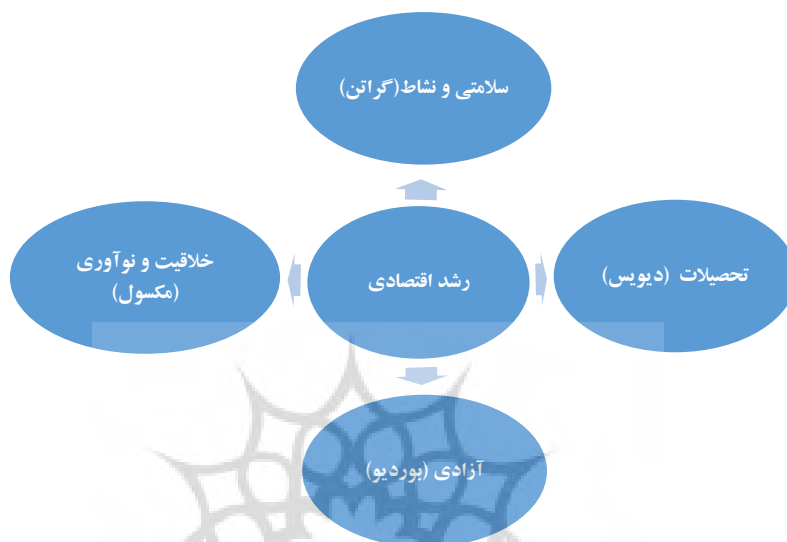 سلامتی و نشاط(گراتن)
خلاقیت و نوآوری
(مکسول)
رشد اقتصادی
تحصیلات (دیویس)
آزادی (بوردیو)